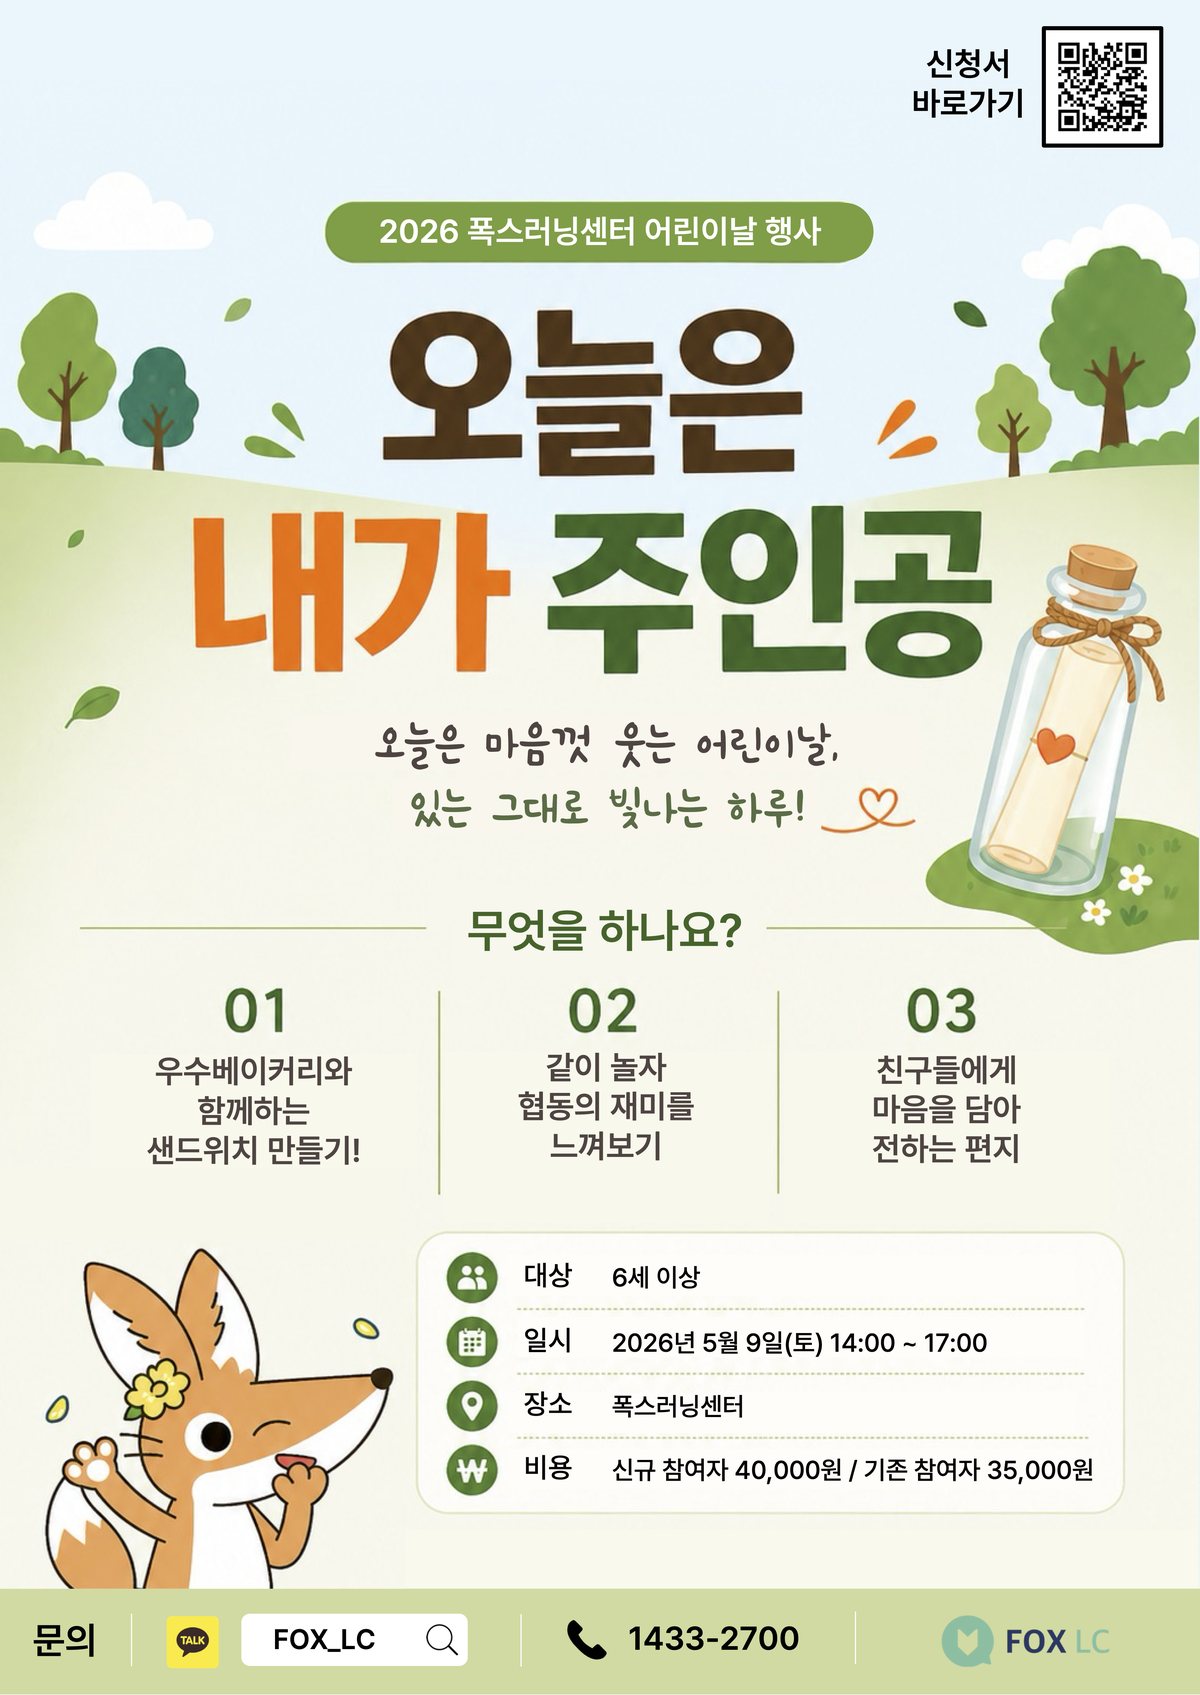 신청서
바로가기
2026 폭스러닝센터 어린이날 행사
오늘은
내가 주인공
오늘은 마음껏 웃는 어린이날,
있는 그대로 빛나는 하루!
무엇을 하나요?
01
우수베이커리와
함께하는
샌드위치 만들기!
02
같이 놀자
협동의 재미를
느껴보기
03
친구들에게
마음을 담아
전하는 편지
대상 6세 이상
일시 2026년 5월 9일(토) 14:00 ~ 17:00
장소 폭스러닝센터
비용 신규 참여자 40,000원 / 기존 참여자 35,000원
문의 TALK FOX_LC 1433-2700 FOX LC